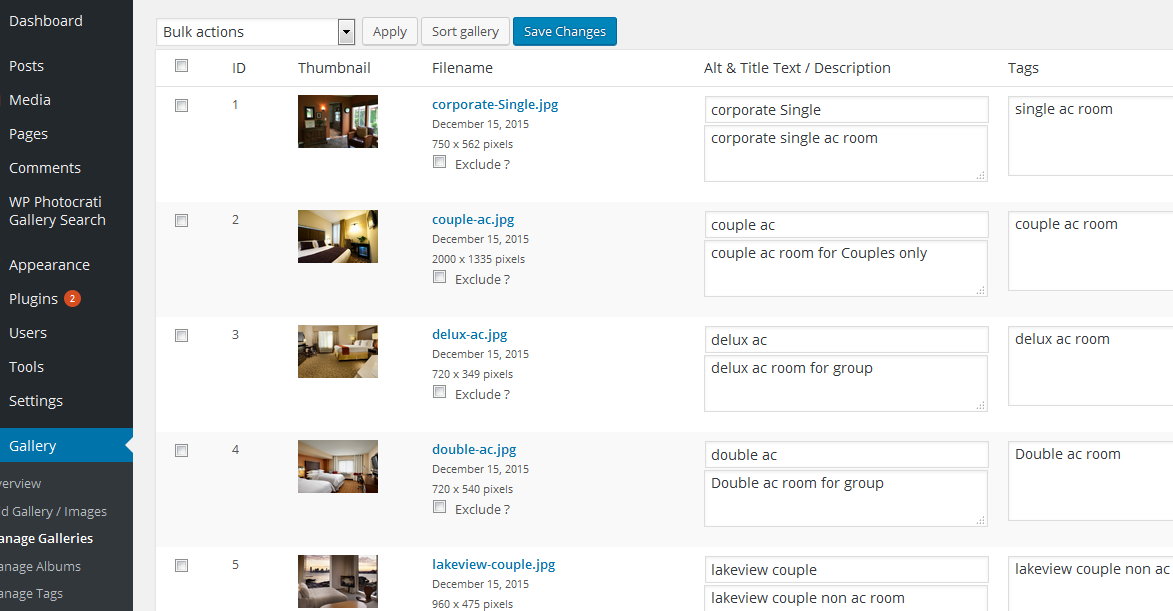 Dashboard
Posts
Media
Pages
Comments
WP Photocrati
Gallery Search
Appearance
Plugins 2
Users
Tools
Settings
Gallery
verview
d Gallery / Images
anage Galleries
anage Albums
anage Tags
Bulk actions
Apply
Sort gallery
Save Changes
ID Thumbnail Filename Alt & Title Text / Description Tags
1 corporate-Single.jpg corporate Single single ac room
December 15, 2015
750 x 562 pixels corporate single ac room
Exclude ?
2 couple-ac.jpg couple ac couple ac room
December 15, 2015
2000 x 1335 pixels couple ac room for Couples only
Exclude ?
3 delux-ac.jpg delux ac delux ac room
December 15, 2015
720 x 349 pixels delux ac room for group
Exclude ?
4 double-ac.jpg double ac Double ac room
December 15, 2015
720 x 540 pixels Double ac room for group
Exclude ?
5 lakeview-couple.jpg lakeview couple lakeview couple non ac
December 15, 2015
960 x 475 pixels lakeview couple non ac room